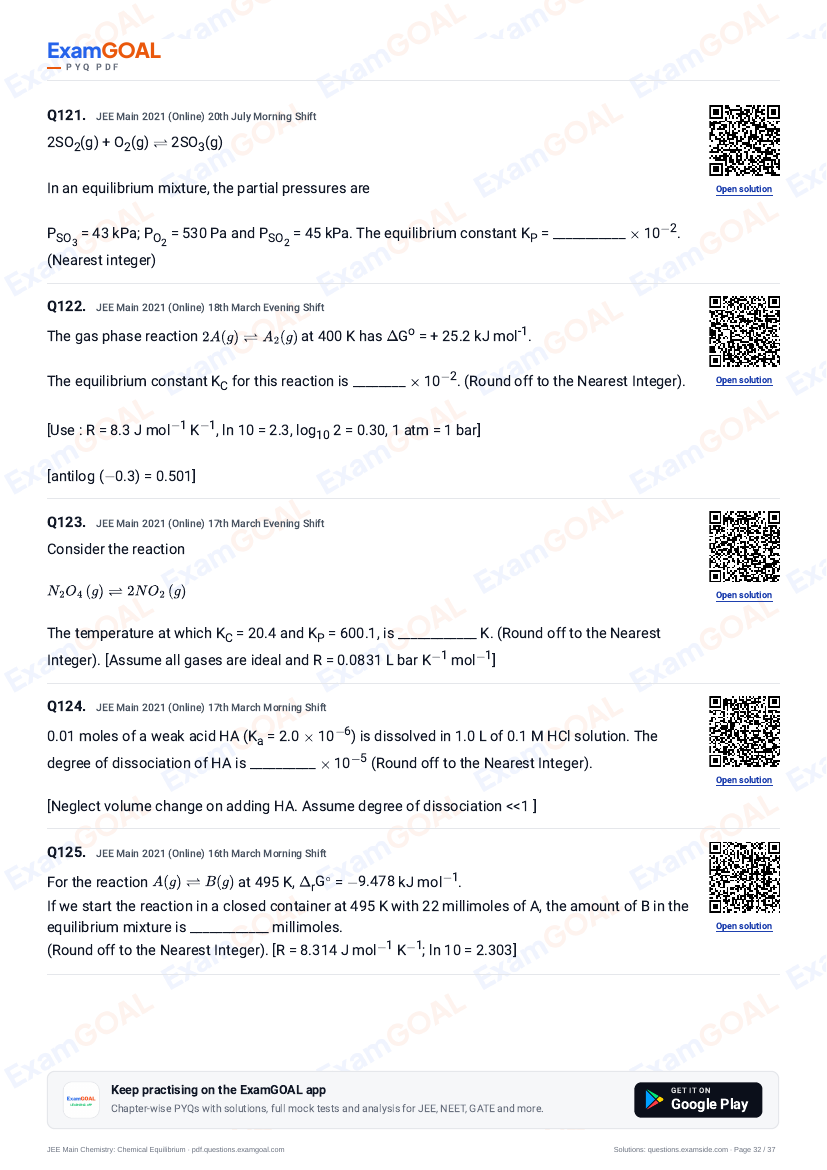 ExamGOAL
PYQ PDF
Q121. JEE Main 2021 (Online) 20th July Morning Shift
2SO₂(g) + O₂(g) ⇌ 2SO₃(g)
Open solution
In an equilibrium mixture, the partial pressures are
P_SO₃ = 43 kPa; P_O₂ = 530 Pa and P_SO₂ = 45 kPa. The equilibrium constant K_P = ___________ × 10⁻².
(Nearest integer)
Q122. JEE Main 2021 (Online) 18th March Evening Shift
The gas phase reaction 2A(g) ⇌ A₂(g) at 400 K has ΔGᵒ = + 25.2 kJ mol⁻¹.
The equilibrium constant K_C for this reaction is ________ × 10⁻². (Round off to the Nearest Integer).
Open solution
[Use : R = 8.3 J mol⁻¹ K⁻¹, ln 10 = 2.3, log₁₀ 2 = 0.30, 1 atm = 1 bar]
[antilog (−0.3) = 0.501]
Q123. JEE Main 2021 (Online) 17th March Evening Shift
Consider the reaction
N₂O₄ (g) ⇌ 2NO₂ (g)
Open solution
The temperature at which K_C = 20.4 and K_P = 600.1, is ____________ K. (Round off to the Nearest
Integer). [Assume all gases are ideal and R = 0.0831 L bar K⁻¹ mol⁻¹]
Q124. JEE Main 2021 (Online) 17th March Morning Shift
0.01 moles of a weak acid HA (Kₐ = 2.0 × 10⁻⁶) is dissolved in 1.0 L of 0.1 M HCl solution. The
degree of dissociation of HA is __________ × 10⁻⁵ (Round off to the Nearest Integer).
Open solution
[Neglect volume change on adding HA. Assume degree of dissociation <<1 ]
Q125. JEE Main 2021 (Online) 16th March Morning Shift
For the reaction A(g) ⇌ B(g) at 495 K, ΔᵣG° = −9.478 kJ mol⁻¹.
If we start the reaction in a closed container at 495 K with 22 millimoles of A, the amount of B in the
equilibrium mixture is ____________ millimoles.
Open solution
(Round off to the Nearest Integer). [R = 8.314 J mol⁻¹ K⁻¹; ln 10 = 2.303]
Keep practising on the ExamGOAL app
Chapter-wise PYQs with solutions, full mock tests and analysis for JEE, NEET, GATE and more.
GET IT ON
Google Play
JEE Main Chemistry: Chemical Equilibrium · pdf.questions.examgoal.com
Solutions: questions.examside.com · Page 32 / 37